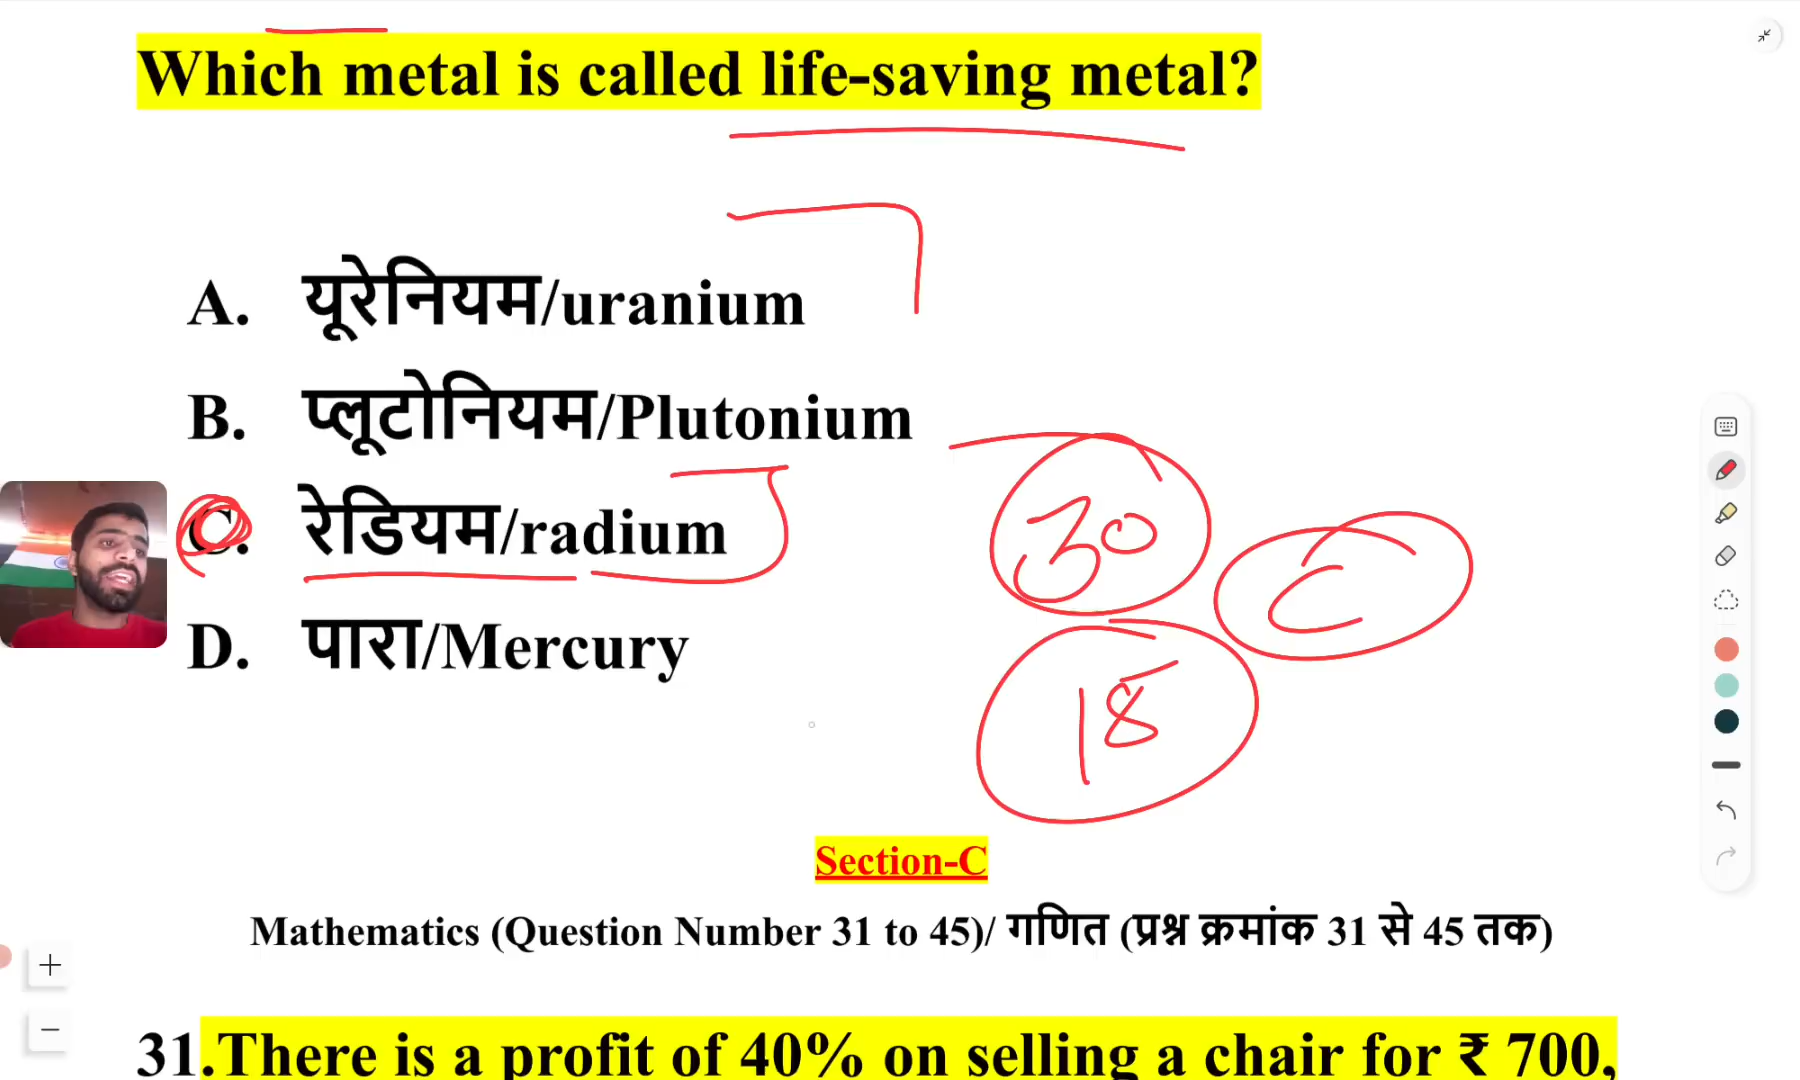 Which metal is called life-saving metal?
A. यूरेनियम/uranium
B. प्लूटोनियम/Plutonium
C. रेडियम/radium
D. पारा/Mercury
30
C
18
Section-C
Mathematics (Question Number 31 to 45)/ गणित (प्रश्न क्रमांक 31 से 45 तक)
31.There is a profit of 40% on selling a chair for ₹ 700,